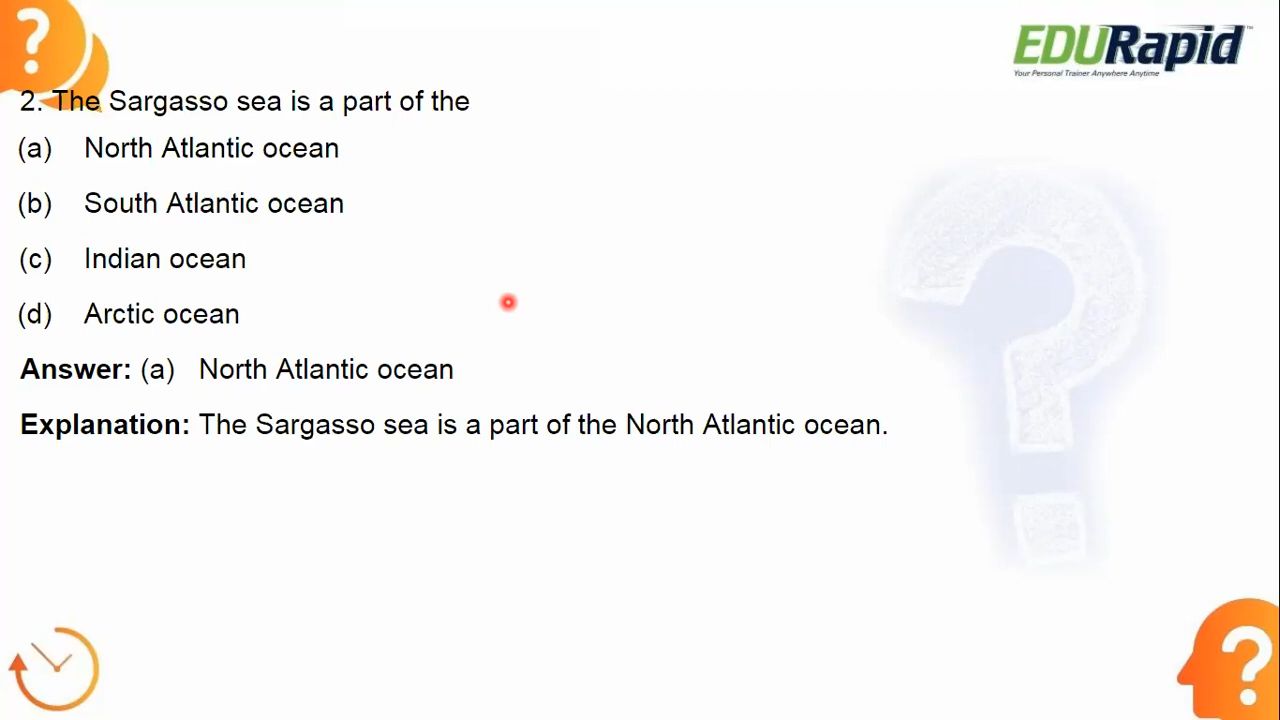 EDURapid™
Your Personal Trainer Anywhere Anytime
2. The Sargasso sea is a part of the
(a) North Atlantic ocean
(b) South Atlantic ocean
(c) Indian ocean
(d) Arctic ocean
Answer: (a) North Atlantic ocean
Explanation: The Sargasso sea is a part of the North Atlantic ocean.